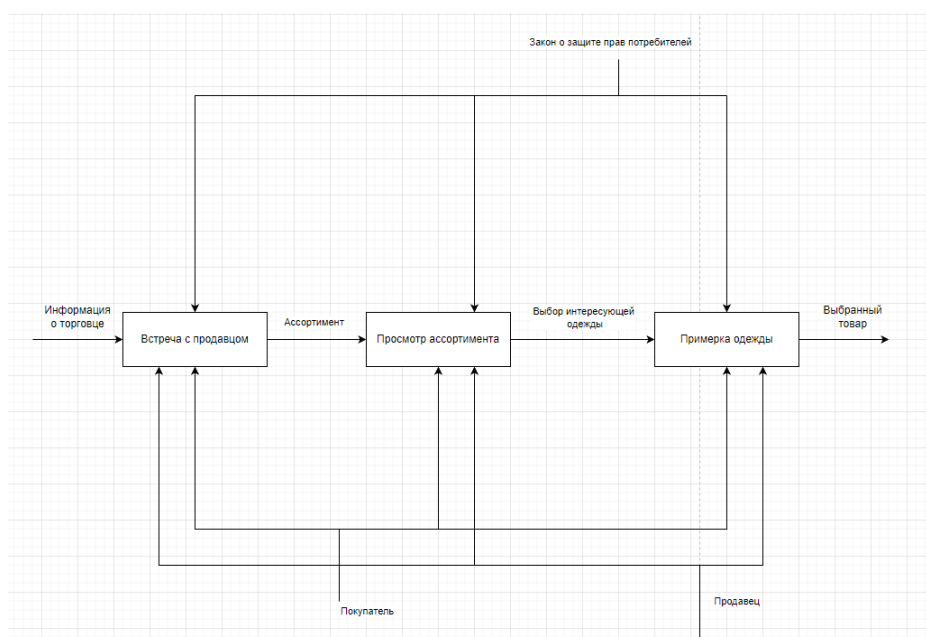 Закон о защите прав потребителей
Информация
о торговце
Встреча с продавцом
Ассортимент
Просмотр ассортимента
Выбор интересующей
одежды
Примерка одежды
Выбранный
товар
Покупатель
Продавец